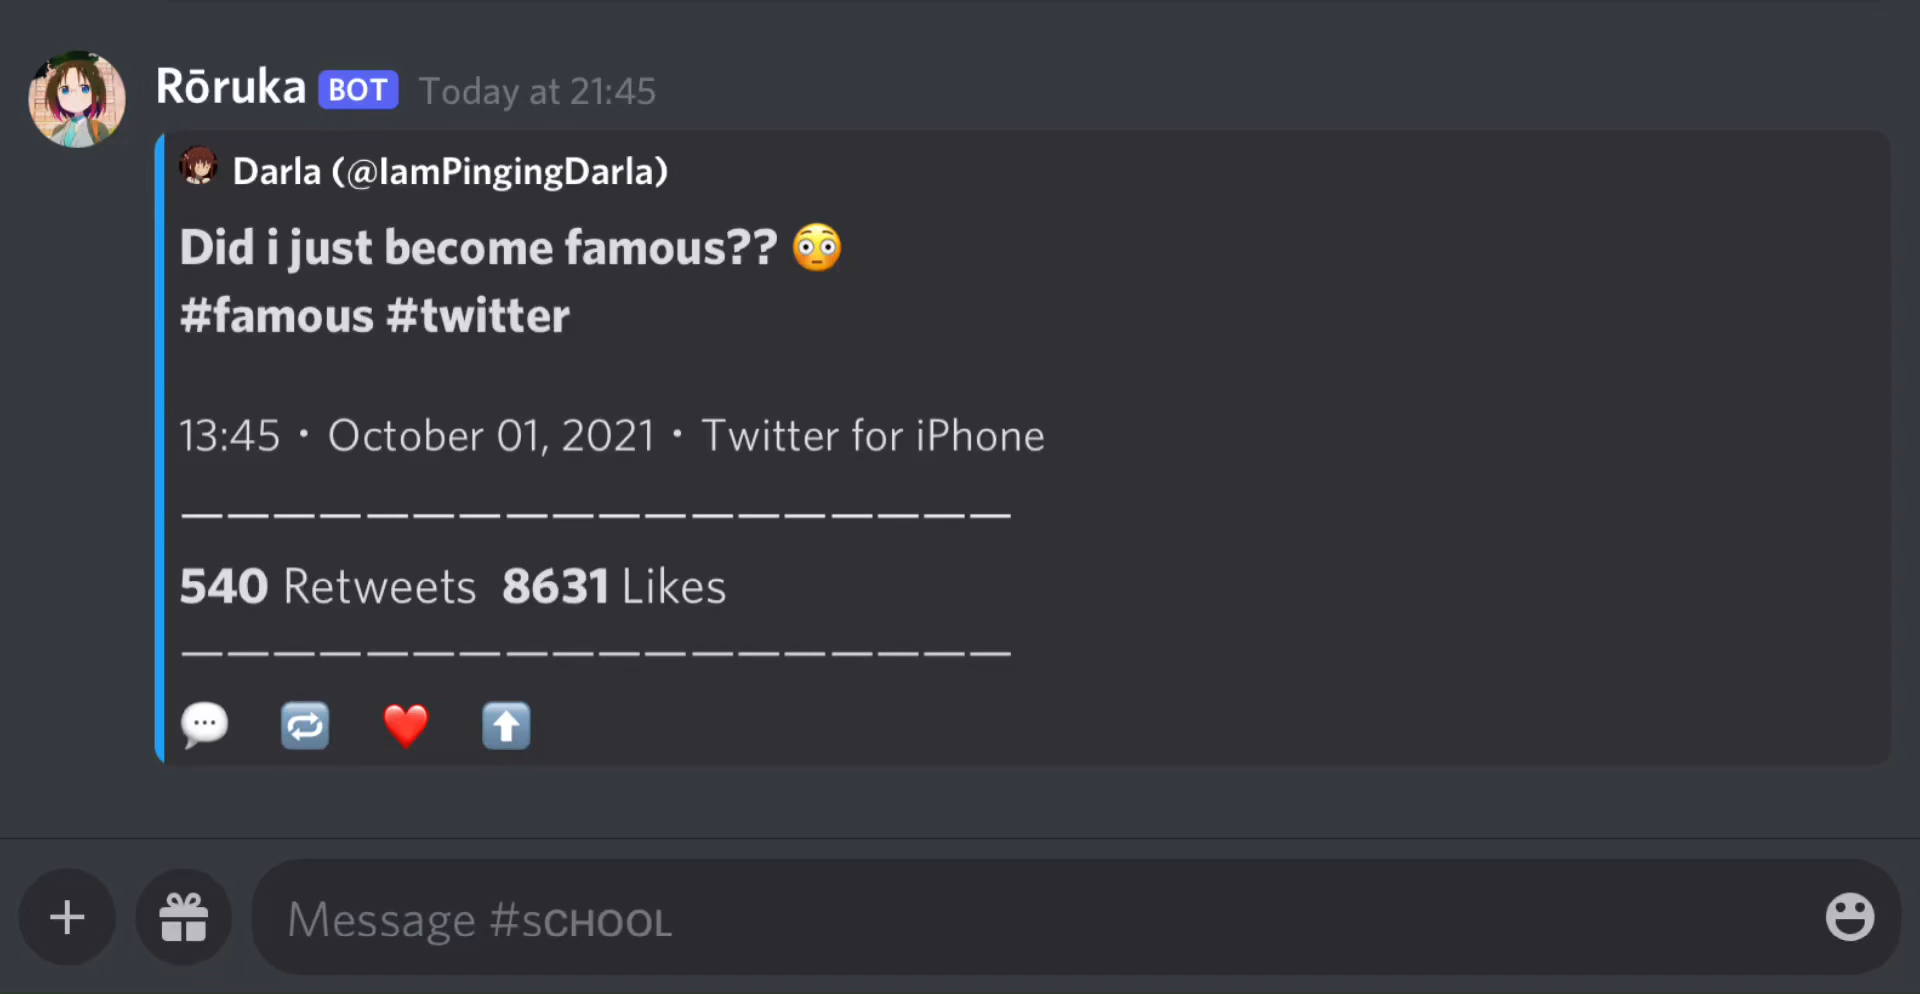 Rōruka BOT Today at 21:45
Darla (@IamPingingDarla)
Did i just become famous?? 😳
#famous #twitter
13:45 • October 01, 2021 • Twitter for iPhone
——————————————————
540 Retweets 8631 Likes
——————————————————
💬 🔁 ❤️ ⬆️
Message #sᴄʜᴏᴏʟ